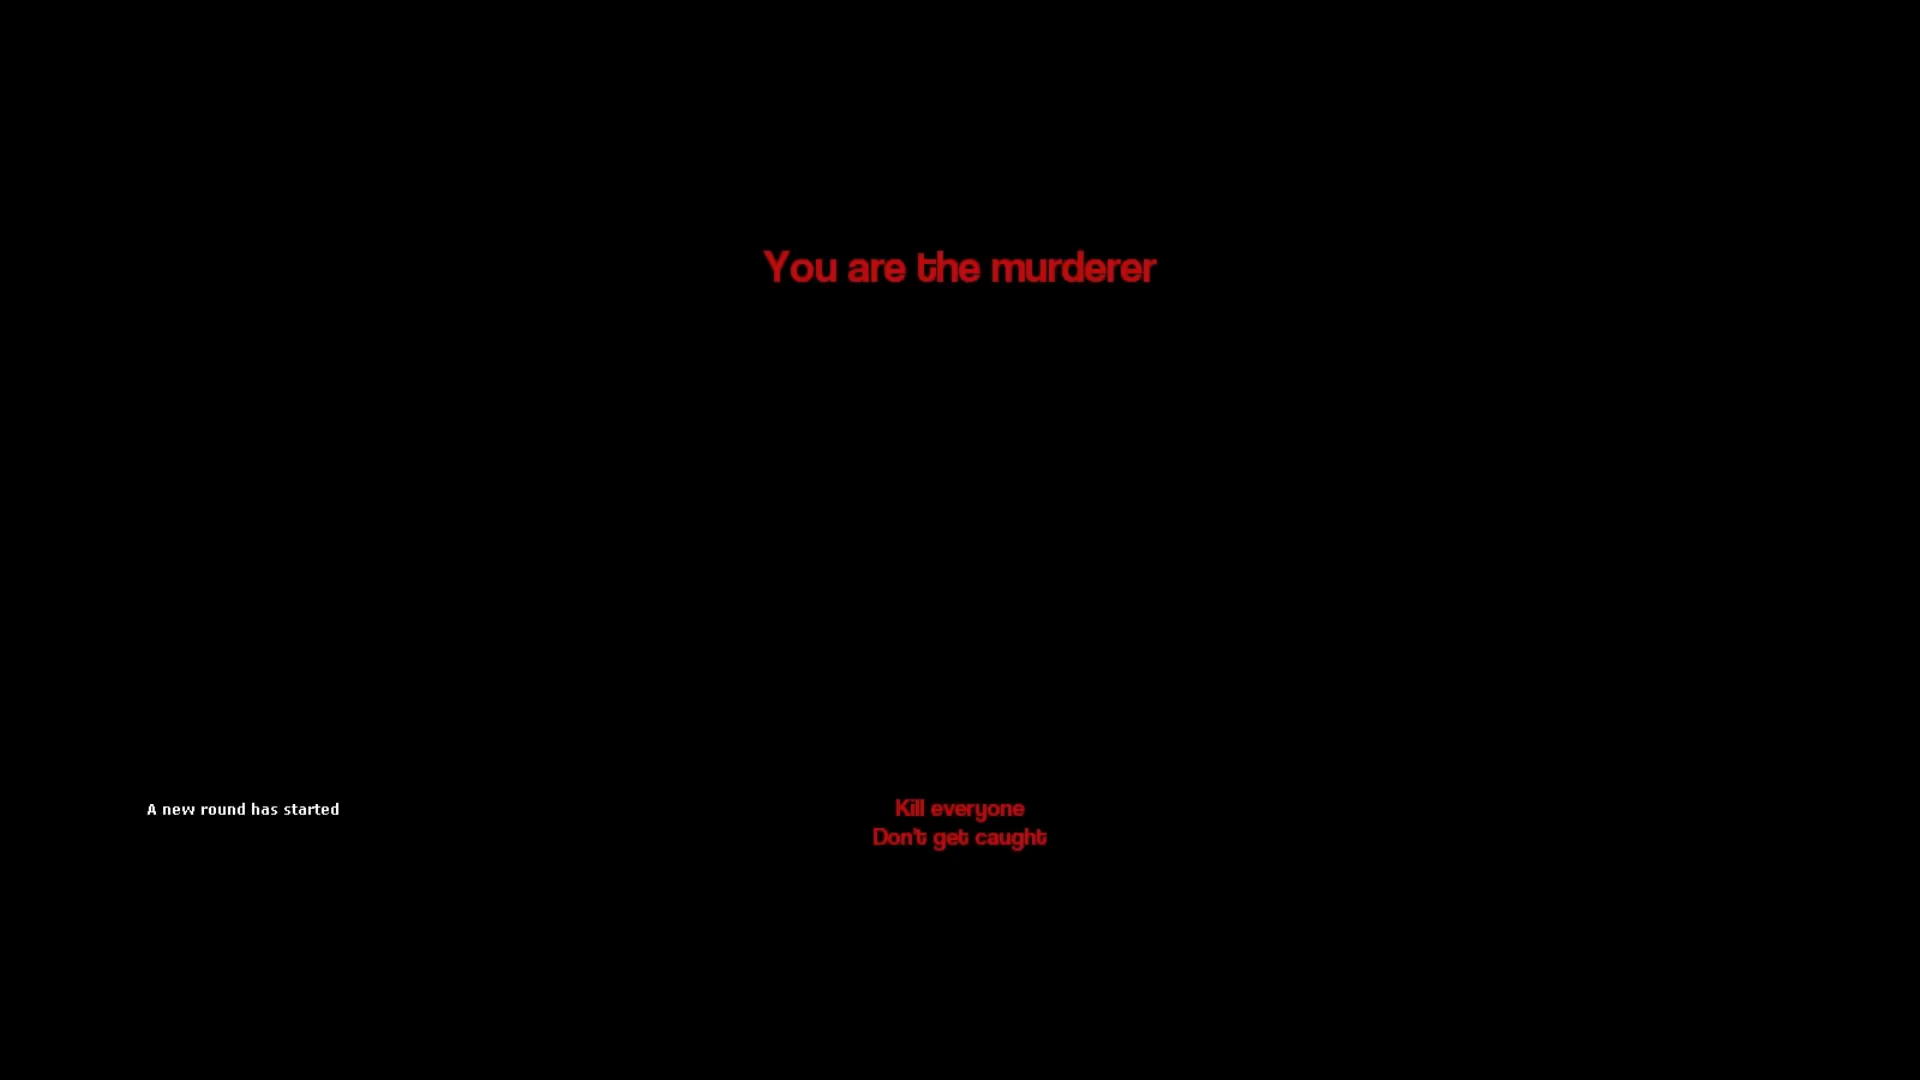 You are the murderer
A new round has started
Kill everyone
Don't get caught